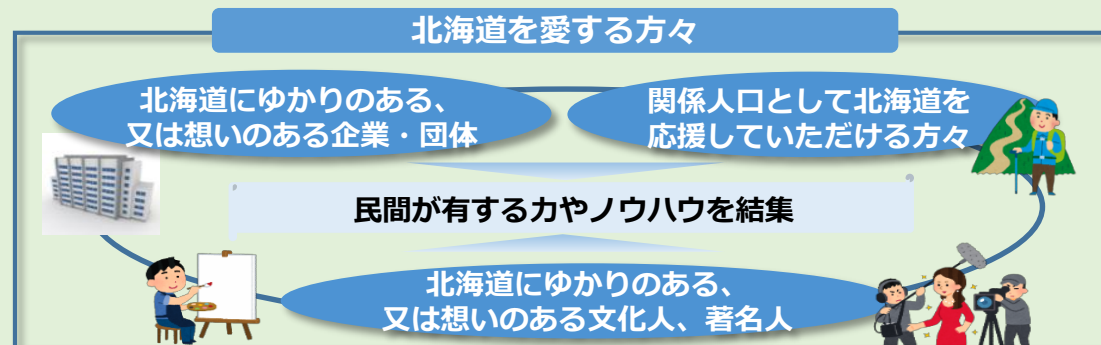 北海道を愛する方々
北海道にゆかりのある、
又は想いのある企業・団体
関係人口として北海道を
応援していただける方々
民間が有する力やノウハウを結集
北海道にゆかりのある、
又は想いのある文化人、著名人